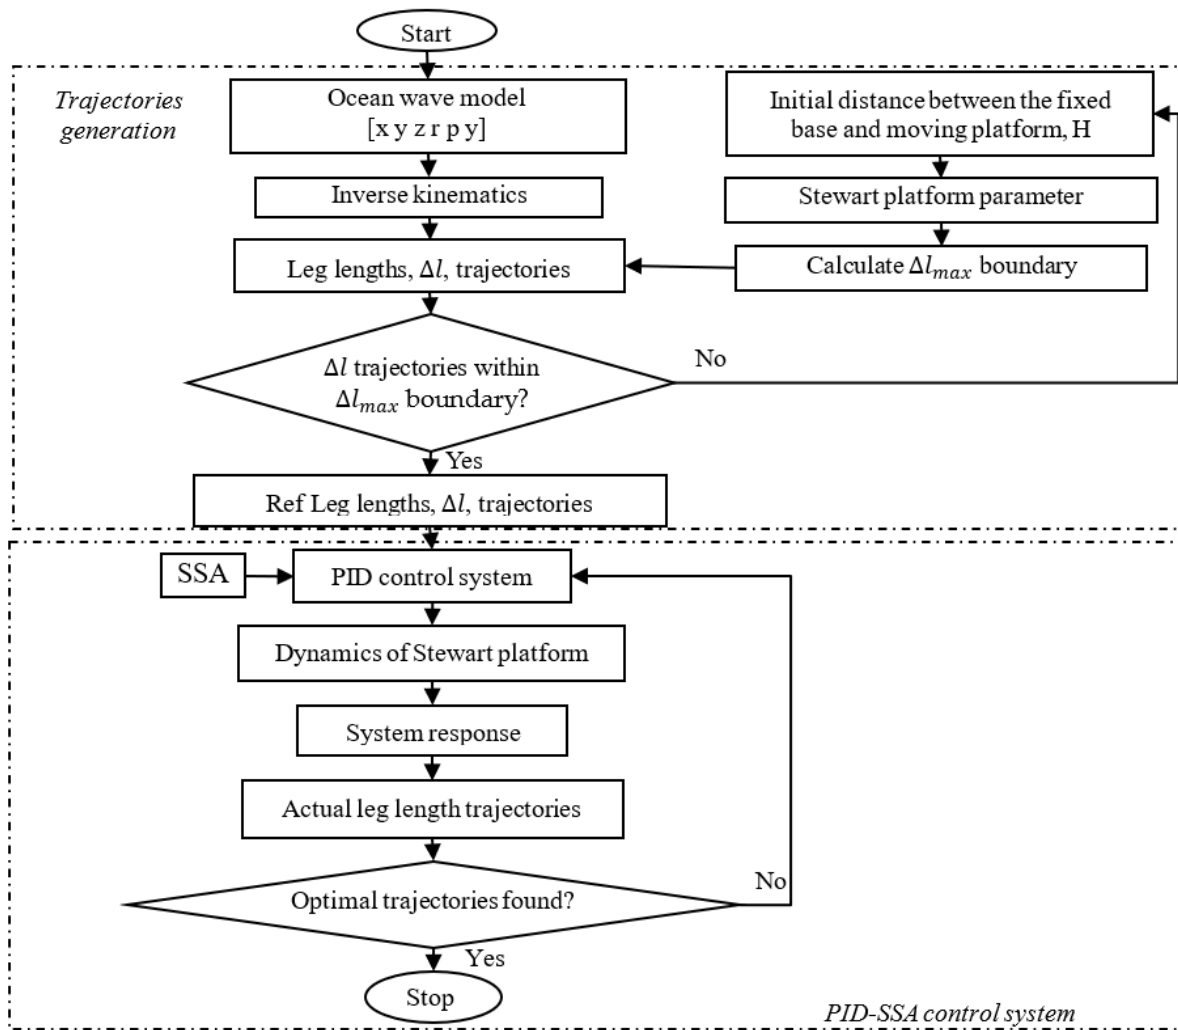 Start
Trajectories
generation
Ocean wave model
[x y z r p y]
Initial distance between the fixed
base and moving platform, H
Inverse kinematics
Stewart platform parameter
Leg lengths, Δl, trajectories
Calculate Δl_max boundary
Δl trajectories within
Δl_max boundary?
No
Yes
Ref Leg lengths, Δl, trajectories
SSA
PID control system
Dynamics of Stewart platform
System response
Actual leg length trajectories
Optimal trajectories found?
No
Yes
Stop
PID-SSA control system